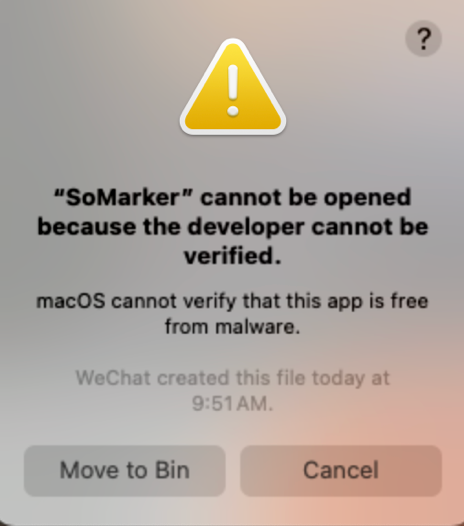 ?
“SoMarker” cannot be opened
because the developer cannot be
verified.
macOS cannot verify that this app is free
from malware.
WeChat created this file today at
9:51 AM.
Move to Bin
Cancel